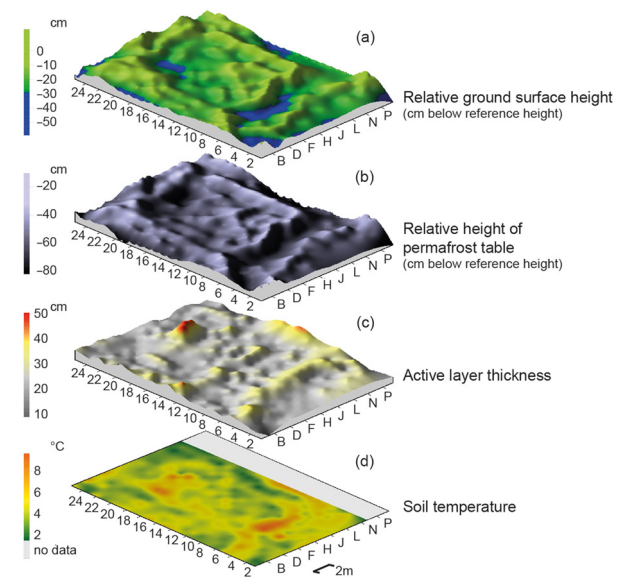 cm
(a)
0
-10
-20
-30
-40
-50
24 22 20 18 16 14 12 10 8 6 4 2
B D F H J L N P
Relative ground surface height
(cm below reference height)
cm
(b)
-20
-40
-60
-80
24 22 20 18 16 14 12 10 8 6 4 2
B D F H J L N P
Relative height of
permafrost table
(cm below reference height)
cm
(c)
50
40
30
20
10
24 22 20 18 16 14 12 10 8 6 4 2
B D F H J L N P
Active layer thickness
°C
(d)
8
6
4
2
no data
24 22 20 18 16 14 12 10 8 6 4 2
B D F H J L N P
Soil temperature
2m